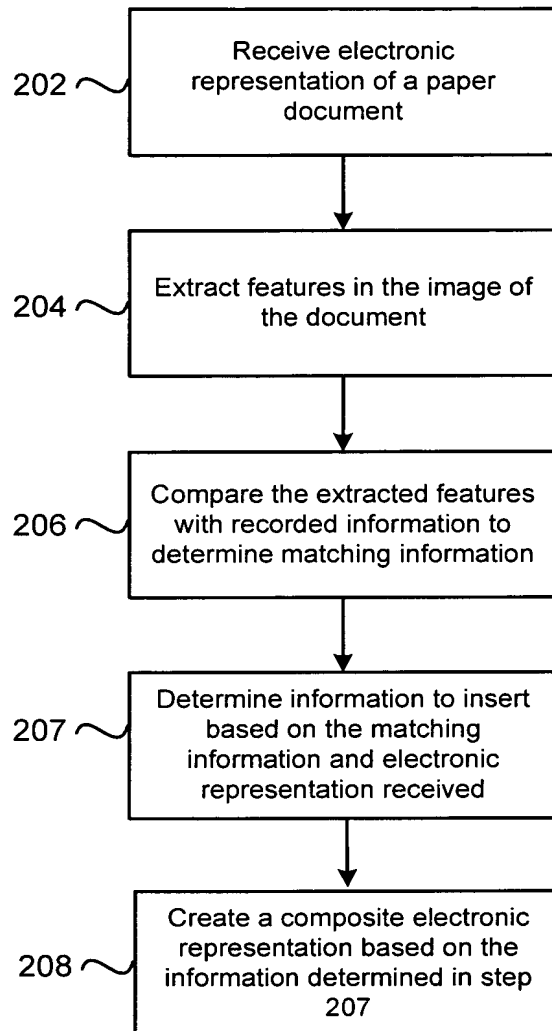 202
Receive electronic
representation of a paper
document
204
Extract features in the image of
the document
206
Compare the extracted features
with recorded information to
determine matching information
207
Determine information to insert
based on the matching
information and electronic
representation received
208
Create a composite electronic
representation based on the
information determined in step
207